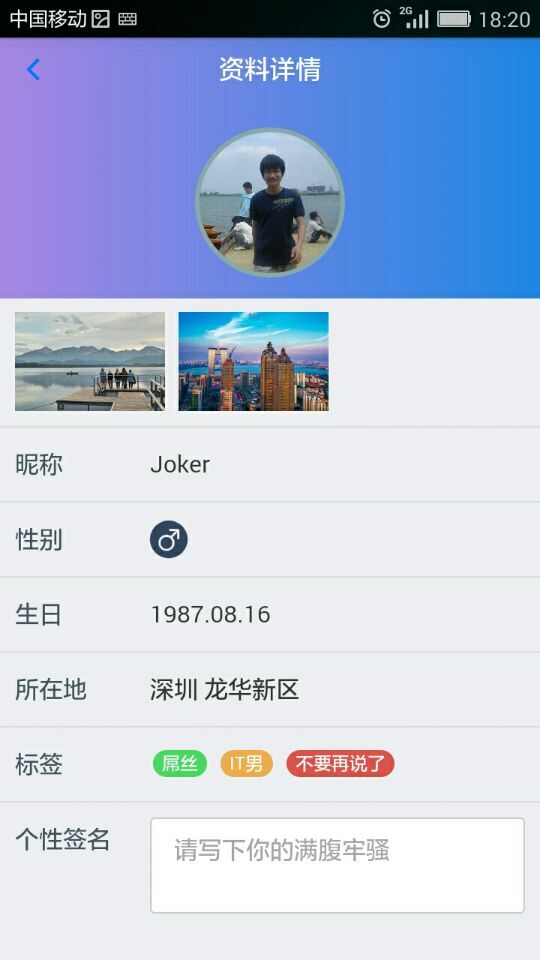 中国移动 2G 18:20
资料详情
昵称 Joker
性别
生日 1987.08.16
所在地 深圳 龙华新区
标签 屌丝 IT男 不要再说了
个性签名 请写下你的满腹牢骚